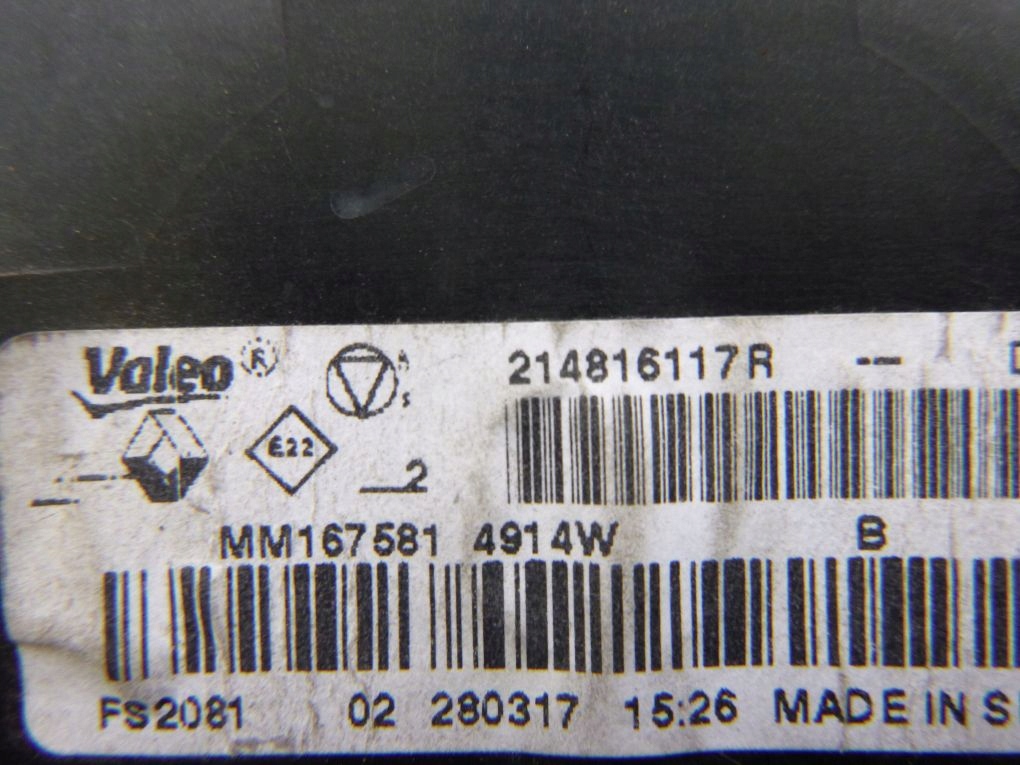 Valeo ® A 214816117R -- D
S
E22
2
MM167581 4914W B
FS2081 02 280317 15:26 MADE IN S